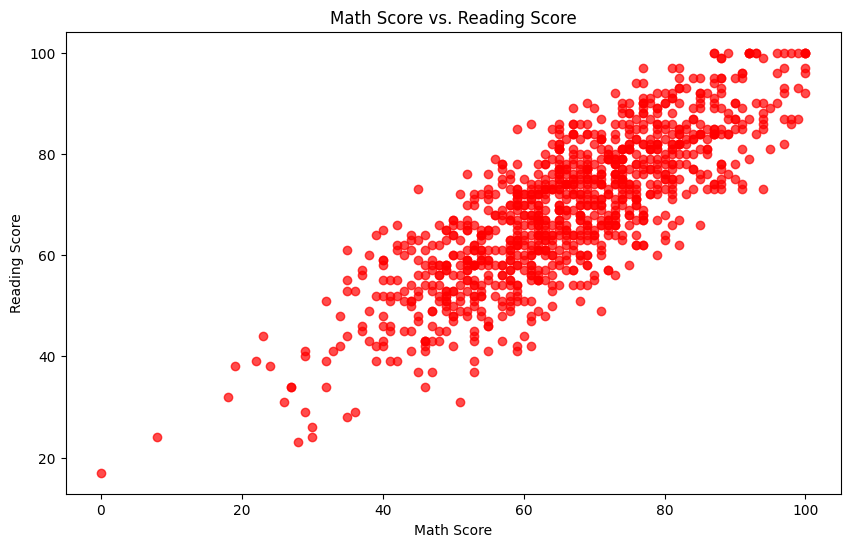 Math Score vs. Reading Score
100
80
60
40
20
Reading Score
0 20 40 60 80 100
Math Score